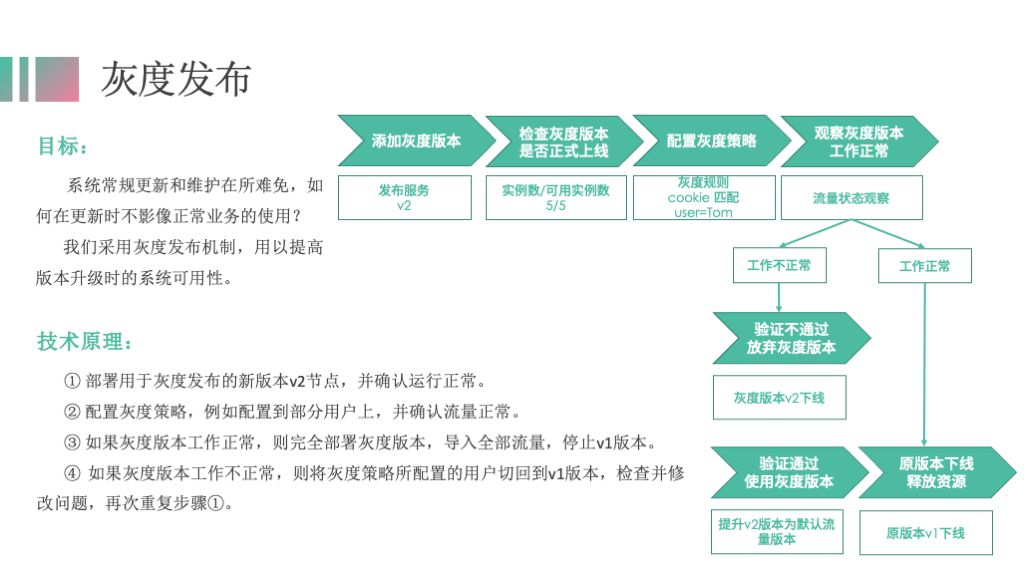 灰度发布
目标：
系统常规更新和维护在所难免，如
何在更新时不影像正常业务的使用？
我们采用灰度发布机制，用以提高
版本升级时的系统可用性。
技术原理：
① 部署用于灰度发布的新版本v2节点，并确认运行正常。
② 配置灰度策略，例如配置到部分用户上，并确认流量正常。
③ 如果灰度版本工作正常，则完全部署灰度版本，导入全部流量，停止v1版本。
④ 如果灰度版本工作不正常，则将灰度策略所配置的用户切回到v1版本，检查并修
改问题，再次重复步骤①。
添加灰度版本
发布服务
v2
检查灰度版本
是否正式上线
实例数/可用实例数
5/5
配置灰度策略
灰度规则
cookie 匹配
user=Tom
观察灰度版本
工作正常
流量状态观察
工作不正常
工作正常
验证不通过
放弃灰度版本
灰度版本v2下线
验证通过
使用灰度版本
提升v2版本为默认流
量版本
原版本下线
释放资源
原版本v1下线